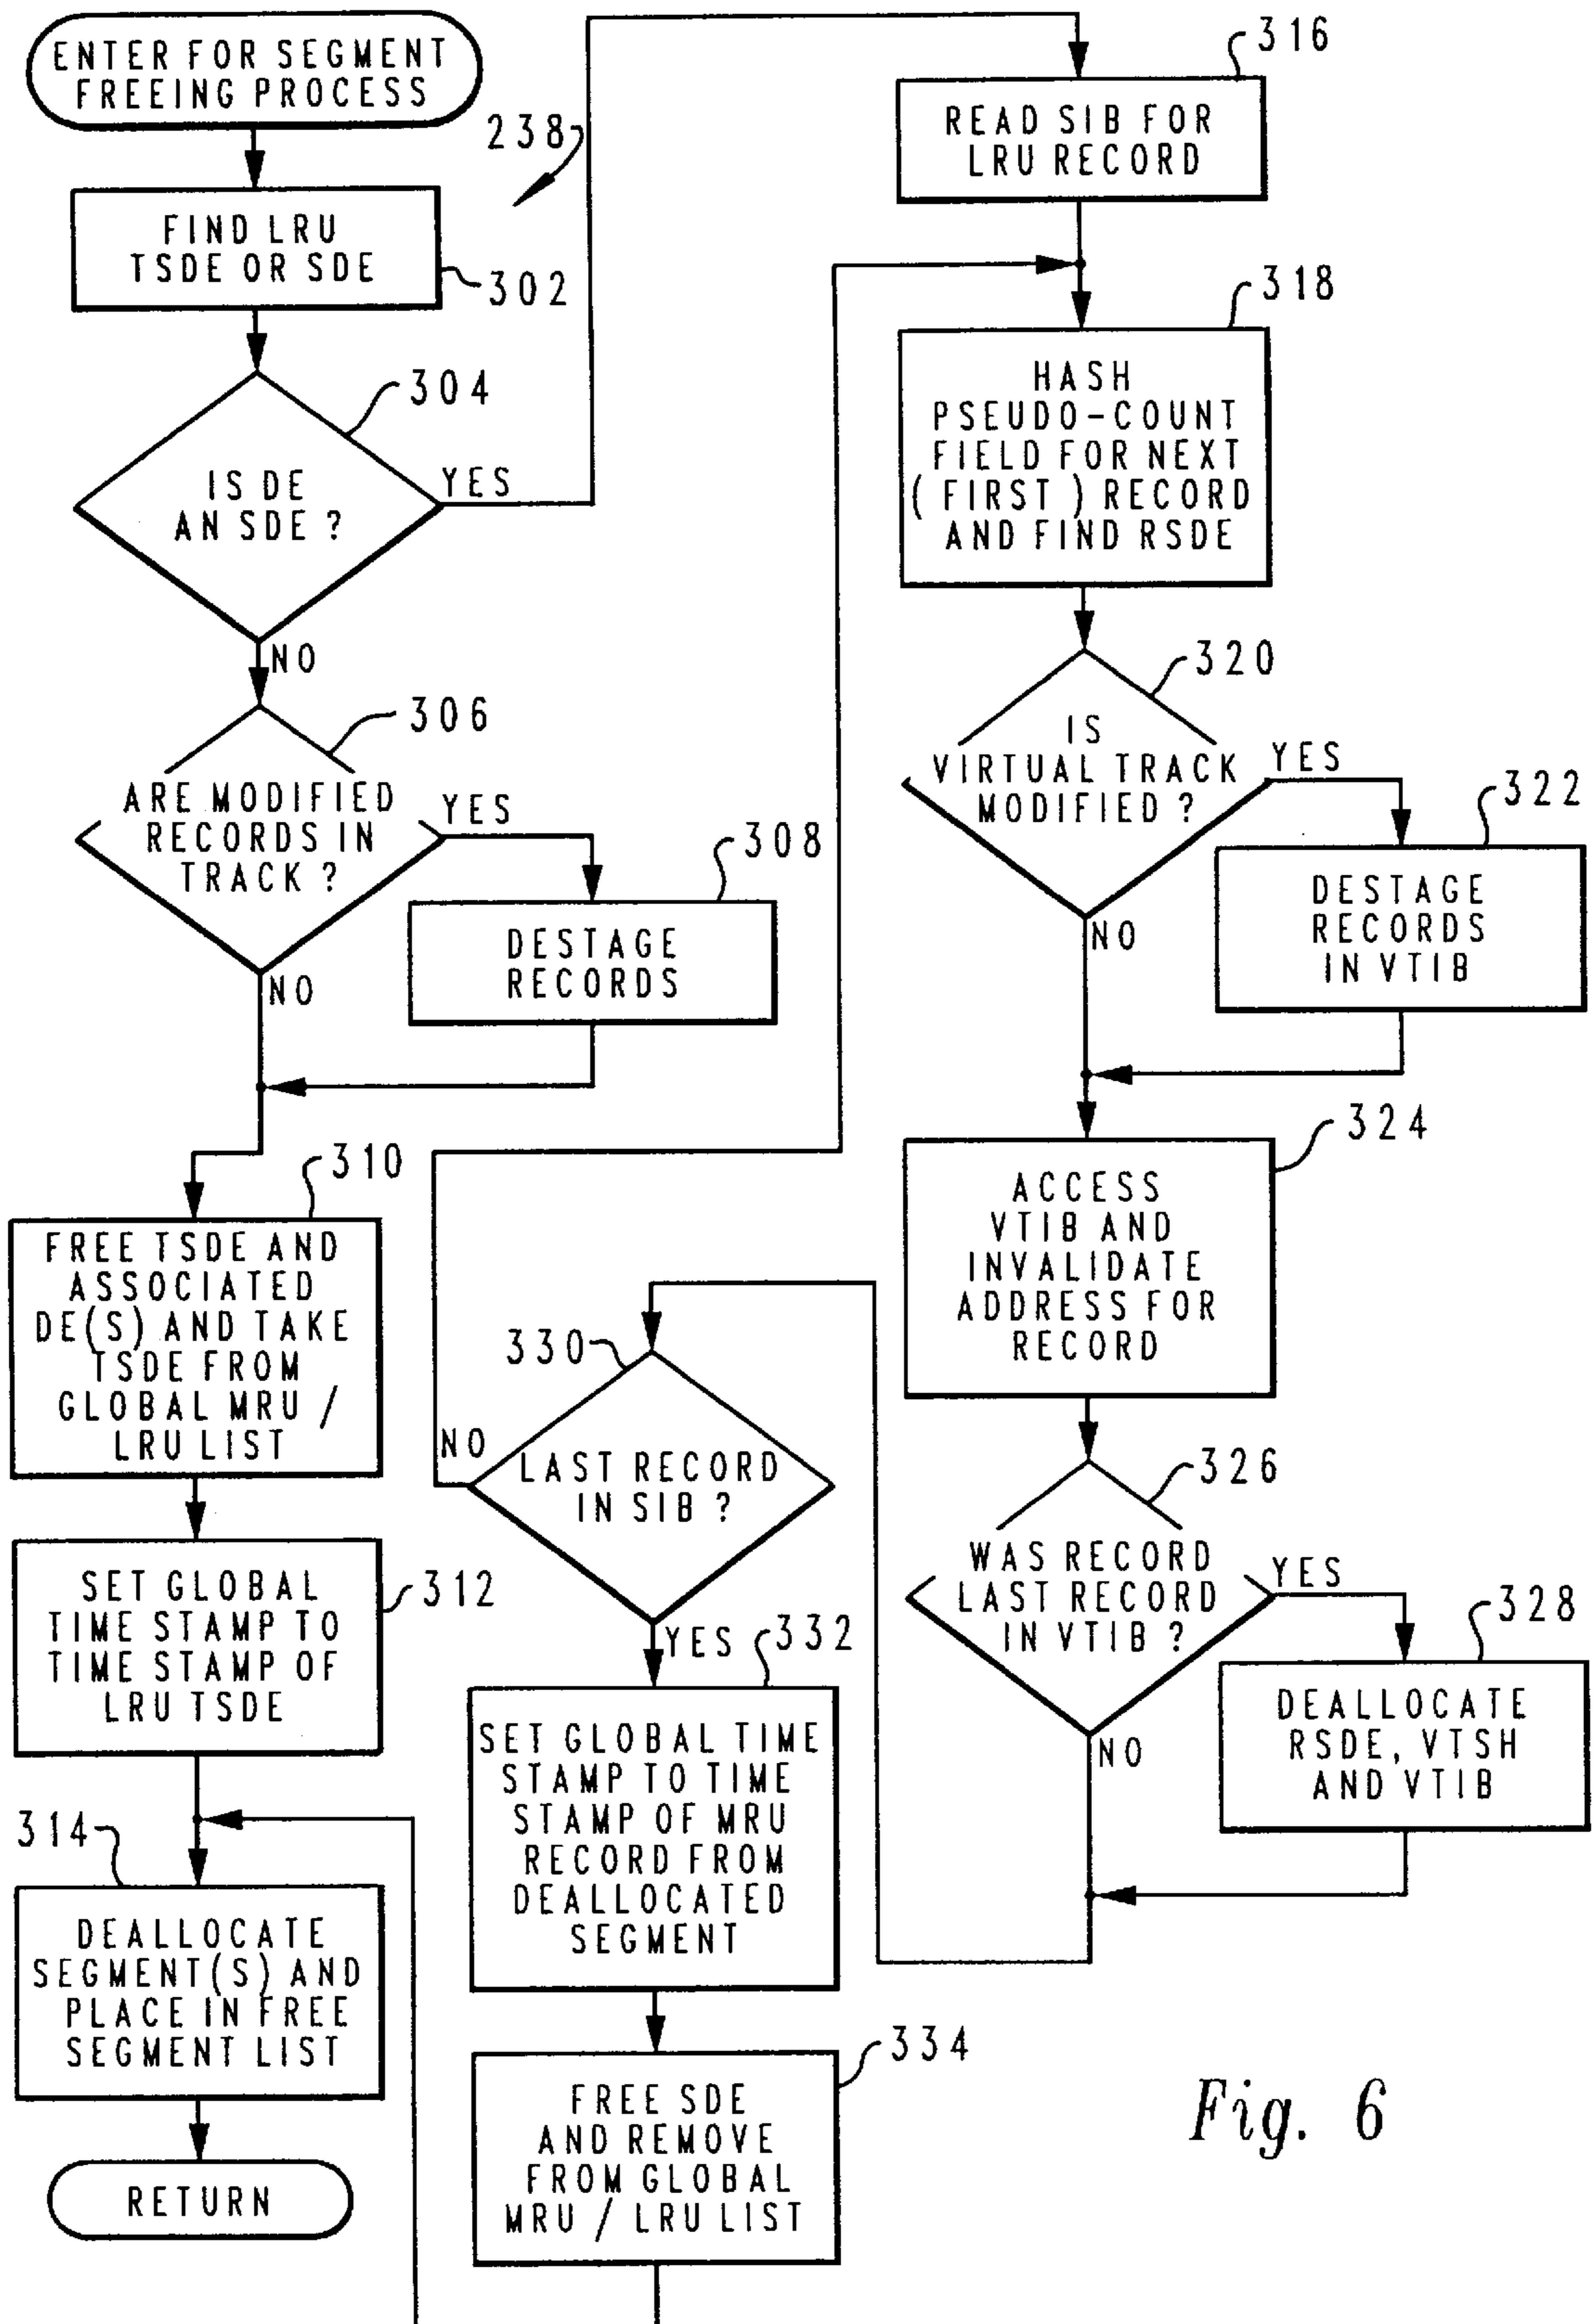 ENTER FOR SEGMENT
FREEING PROCESS
238
FIND LRU
TSDE OR SDE
302
304
IS DE
AN SDE ?
YES
NO
306
ARE MODIFIED
RECORDS IN
TRACK ?
YES
308
DESTAGE
RECORDS
NO
310
FREE TSDE AND
ASSOCIATED
DE(S) AND TAKE
TSDE FROM
GLOBAL MRU /
LRU LIST
SET GLOBAL
TIME STAMP TO
TIME STAMP OF
LRU TSDE
312
314
DEALLOCATE
SEGMENT(S) AND
PLACE IN FREE
SEGMENT LIST
RETURN
316
READ SIB FOR
LRU RECORD
318
HASH
PSEUDO-COUNT
FIELD FOR NEXT
( FIRST ) RECORD
AND FIND RSDE
320
IS
VIRTUAL TRACK
MODIFIED ?
YES
322
DESTAGE
RECORDS
IN VTIB
NO
324
ACCESS
VTIB AND
INVALIDATE
ADDRESS FOR
RECORD
326
WAS RECORD
LAST RECORD
IN VTIB ?
YES
328
DEALLOCATE
RSDE, VTSH
AND VTIB
NO
330
LAST RECORD
IN SIB ?
NO
YES
332
SET GLOBAL TIME
STAMP TO TIME
STAMP OF MRU
RECORD FROM
DEALLOCATED
SEGMENT
334
FREE SDE
AND REMOVE
FROM GLOBAL
MRU / LRU LIST
Fig. 6